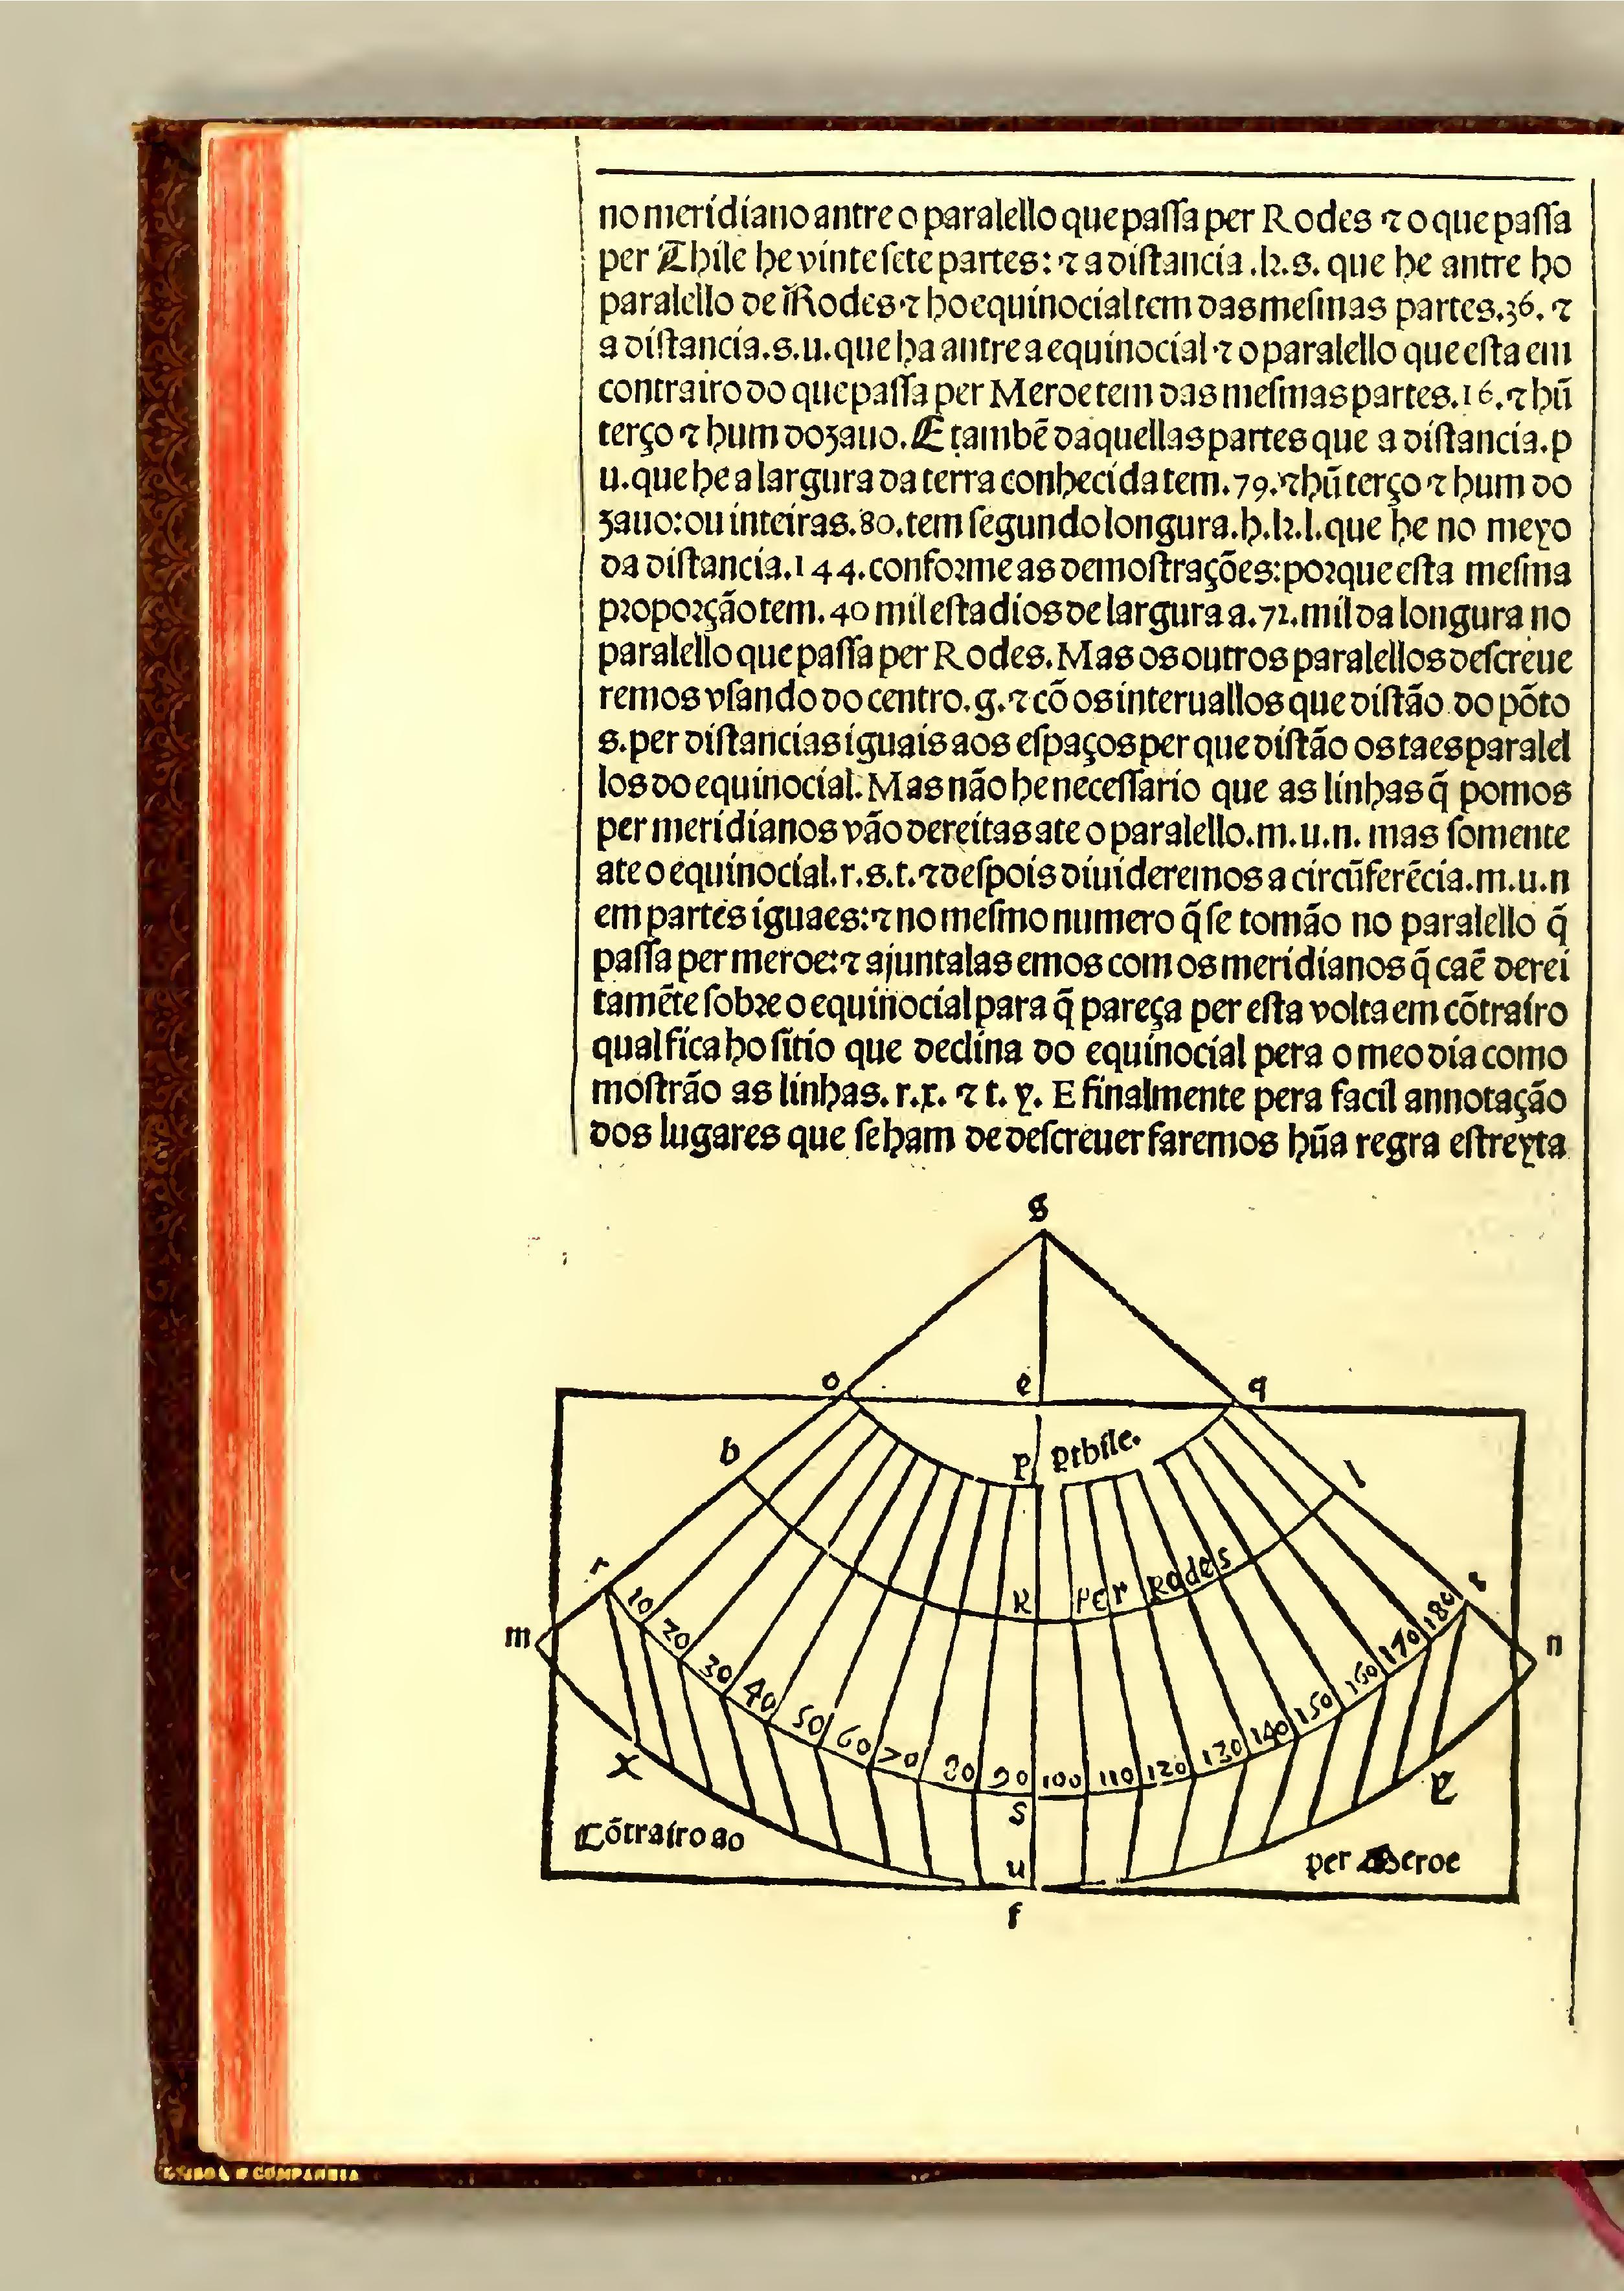 no meridiano antre o paralello que passa per Rodes ⁊ o que passa
per Thile he vinte sete partes: ⁊ a distancia .k.s. que he antre ho
paralello de Rodes ⁊ ho equinocial tem das mesmas partes.36. ⁊
a distancia.s.u.que ha antre a equinocial ⁊ o paralello que esta em
contrairo do que passa per Meroe tem das mesmas partes.16.⁊ hũ
terço ⁊ hum dozauo. E tambẽ daquellas partes que a distancia.p
u.que he a largura da terra conhecida tem.79.⁊ hũ terço ⁊ hum do
zauo: ou inteiras.80.tem segundo longura.h.k.l.que he no meyo
da distancia.144.conforme as demostrações: porque esta mesma
proporção tem.40 mil estadios de largura a.72.mil da longura no
paralello que passa per Rodes. Mas os outros paralellos descreue
remos vsando do centro.g.⁊ cõ os interuallos que distão do põto
s.per distancias iguais aos espaços per que distão os taes paralel
los do equinocial. Mas não he necessario que as linhas q̃ pomos
per meridianos vão dereitas ate o paralello.m.u.n. mas somente
ate o equinocial.r.s.t.⁊ despois diuideremos a circũferẽcia.m.u.n
em partes iguaes: ⁊ no mesmo numero q̃ se tomão no paralello q̃
passa per meroe: ⁊ ajuntalas emos com os meridianos q̃ caẽ derei
tamẽte sobre o equinocial para q̃ pareça per esta volta em cõtrairo
qual fica ho sitio que declina do equinocial pera o meo dia como
mostrão as linhas. r.x. ⁊ t. y. E finalmente pera facil annotação
dos lugares que se ham de descreuer faremos hũa regra estreyta
g
o e q
b p Pthile. l
r k Per Rodes t
m n
10 20 30 40 50 60 70 80 90 100 110 120 130 140 150 160 170 180
x s y
Cõtrairo ao u per Meroe
f
LISBOA & COMPANHIA